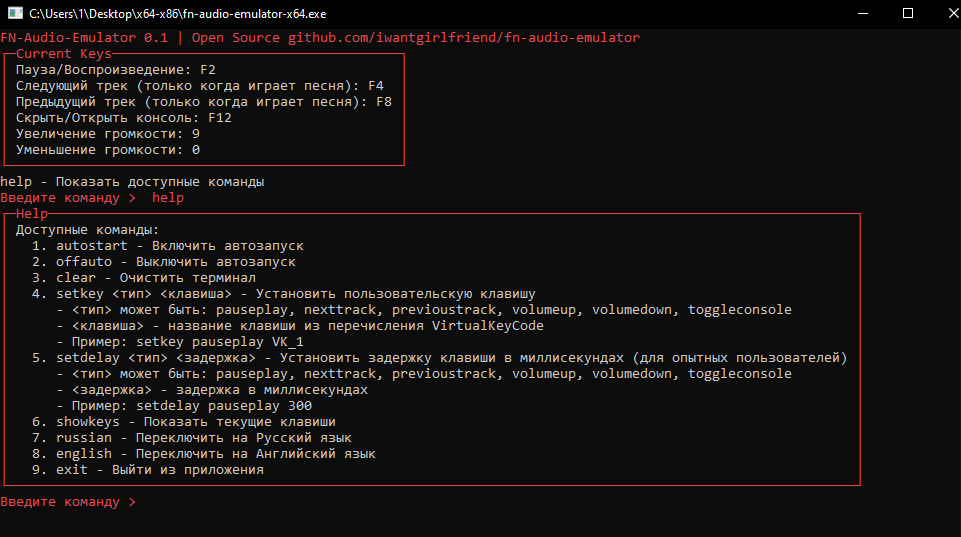 C:\Users\1\Desktop\x64-x86\fn-audio-emulator-x64.exe
FN-Audio-Emulator 0.1 | Open Source github.com/iwantgirlfriend/fn-audio-emulator
Current Keys
Пауза/Воспроизведение: F2
Следующий трек (только когда играет песня): F4
Предыдущий трек (только когда играет песня): F8
Скрыть/Открыть консоль: F12
Увеличение громкости: 9
Уменьшение громкости: 0
help - Показать доступные команды
Введите команду > help
Help
Доступные команды:
1. autostart - Включить автозапуск
2. offauto - Выключить автозапуск
3. clear - Очистить терминал
4. setkey <тип> <клавиша> - Установить пользовательскую клавишу
- <тип> может быть: pauseplay, nexttrack, previoustrack, volumeup, volumedown, toggleconsole
- <клавиша> - название клавиши из перечисления VirtualKeyCode
- Пример: setkey pauseplay VK_1
5. setdelay <тип> <задержка> - Установить задержку клавиши в миллисекундах (для опытных пользователей)
- <тип> может быть: pauseplay, nexttrack, previoustrack, volumeup, volumedown, toggleconsole
- <задержка> - задержка в миллисекундах
- Пример: setdelay pauseplay 300
6. showkeys - Показать текущие клавиши
7. russian - Переключить на Русский язык
8. english - Переключить на Английский язык
9. exit - Выйти из приложения
Введите команду >